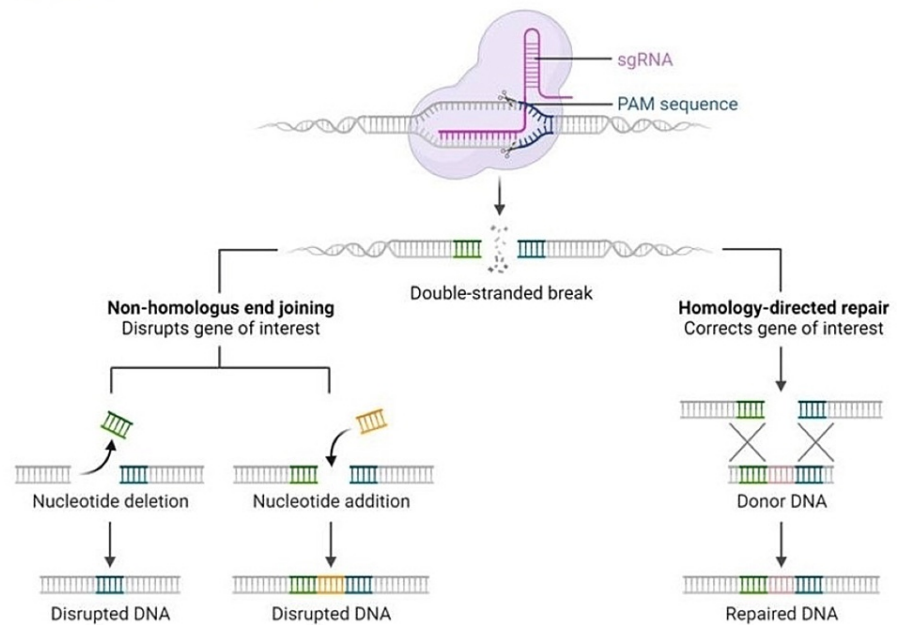 sgRNA
PAM sequence
Double-stranded break
Non-homologus end joining
Disrupts gene of interest
Homology-directed repair
Corrects gene of interest
Nucleotide deletion
Nucleotide addition
Donor DNA
Disrupted DNA
Disrupted DNA
Repaired DNA